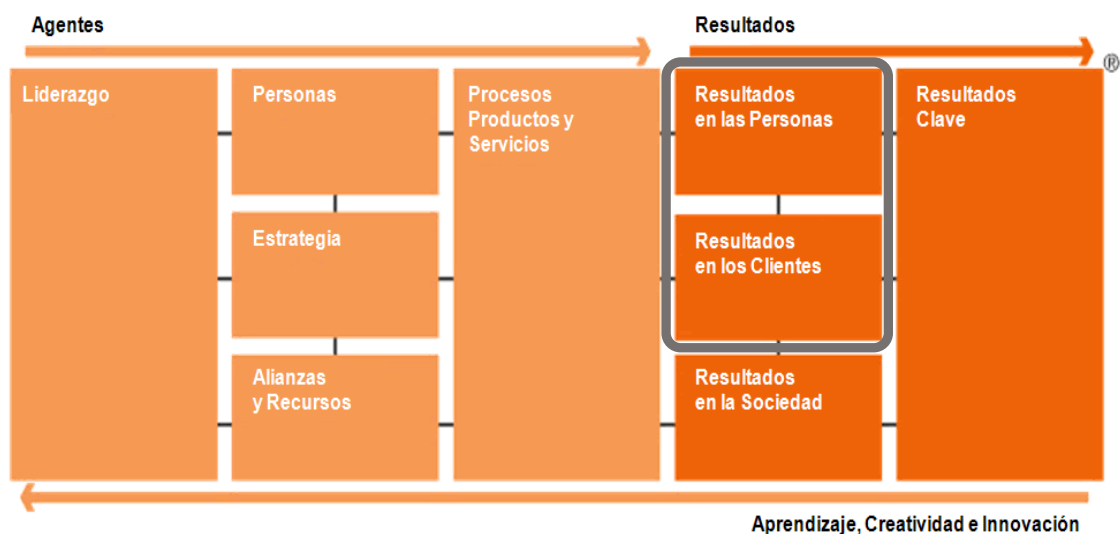 Agentes
Resultados
®
Liderazgo
Personas
Procesos
Productos y
Servicios
Resultados
en las Personas
Resultados
Clave
Estrategia
Resultados
en los Clientes
Alianzas
y Recursos
Resultados
en la Sociedad
Aprendizaje, Creatividad e Innovación